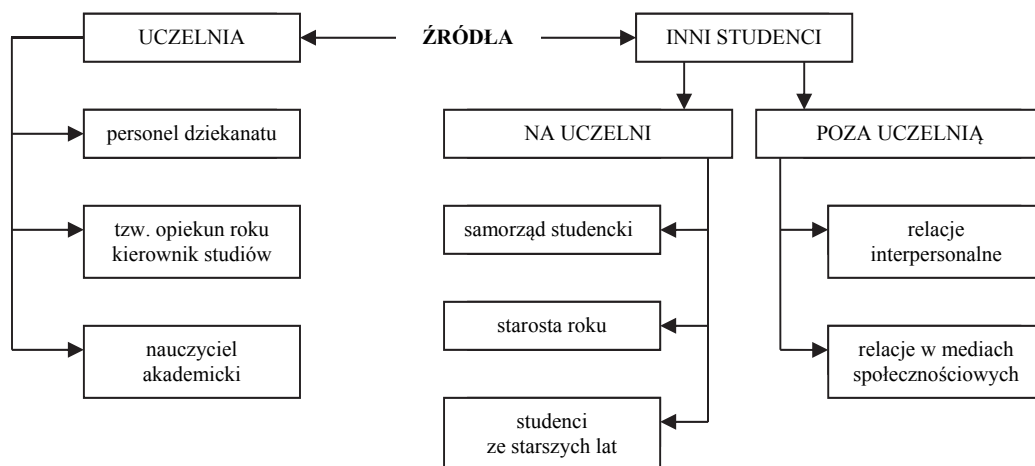 UCZELNIA
ŹRÓDŁA
INNI STUDENCI
personel dziekanatu
NA UCZELNI
POZA UCZELNIĄ
tzw. opiekun roku
kierownik studiów
samorząd studencki
relacje
interpersonalne
nauczyciel
akademicki
starosta roku
relacje w mediach
społecznościowych
studenci
ze starszych lat